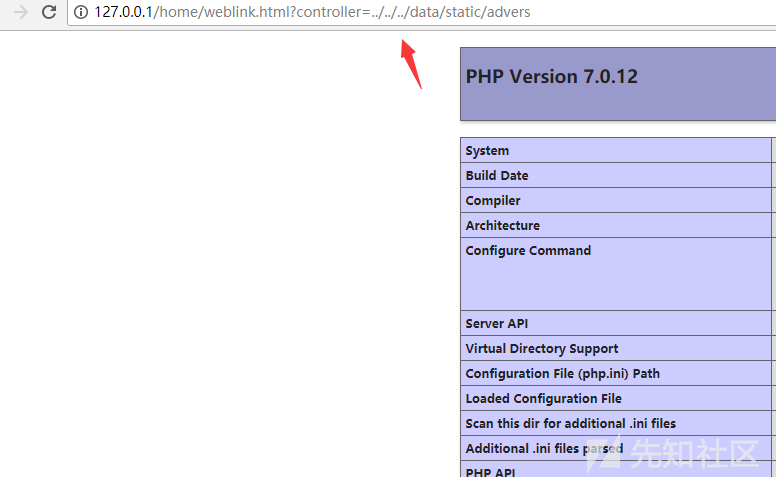 127.0.0.1/home/weblink.html?controller=../../../data/static/advers
PHP Version 7.0.12
System
Build Date
Compiler
Architecture
Configure Command
Server API
Virtual Directory Support
Configuration File (php.ini) Path
Loaded Configuration File
Scan this dir for additional .ini files
Additional .ini files parsed
PHP API
先知社区